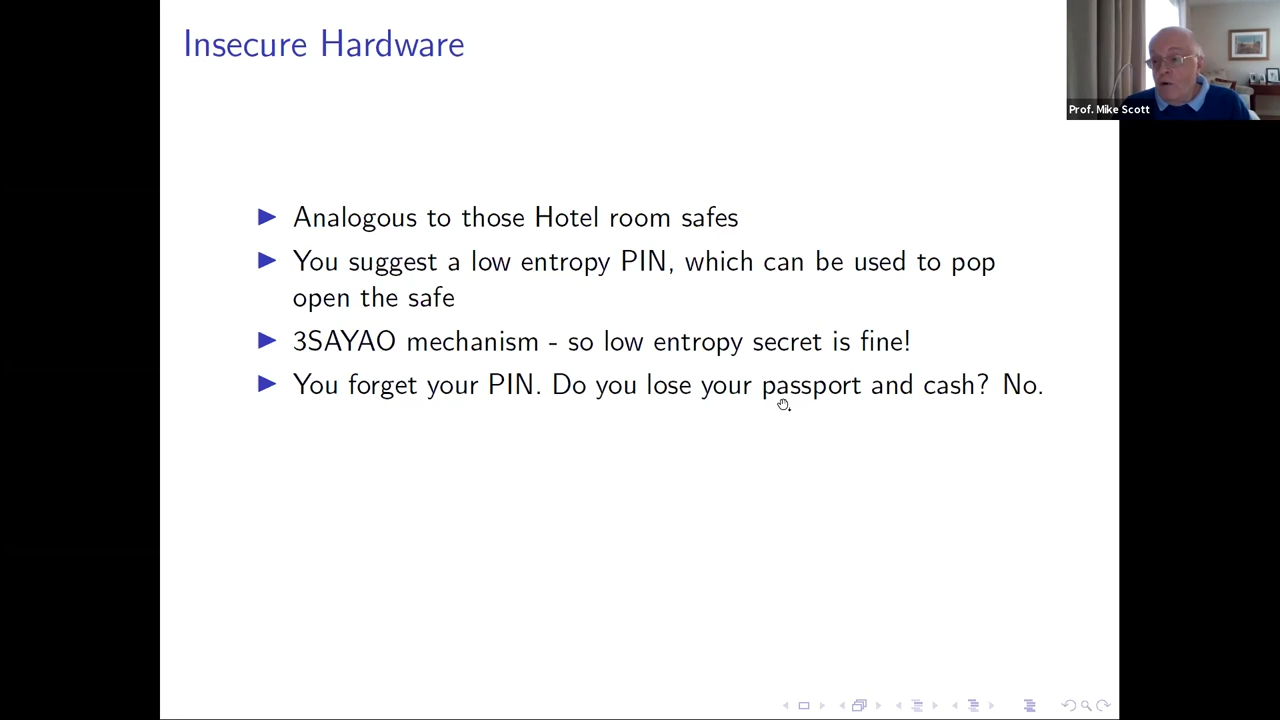 Insecure Hardware
Prof. Mike Scott
Analogous to those Hotel room safes
You suggest a low entropy PIN, which can be used to pop
open the safe
3SAYAO mechanism - so low entropy secret is fine!
You forget your PIN. Do you lose your passport and cash? No.